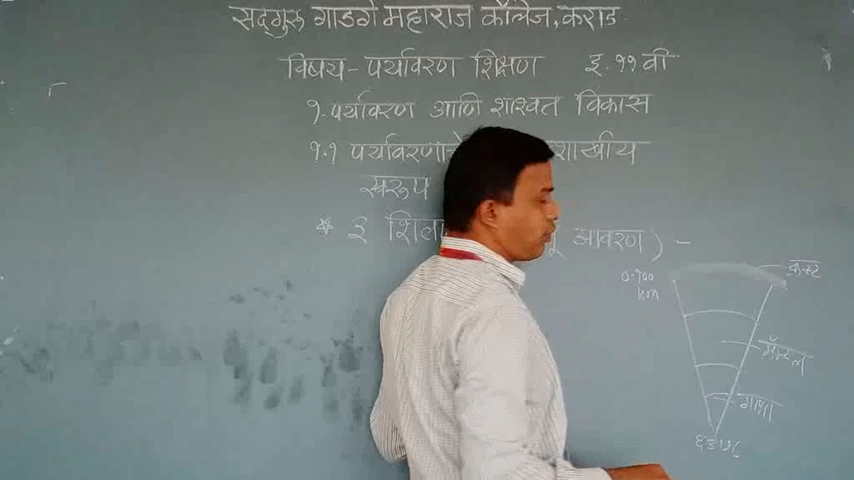 सद्गुरु गाडगे महाराज कॉलेज, कराड
विषय - पर्यावरण शिक्षण इ. ११ वी
१. पर्यावरण आणि शाश्वत विकास
१.१ पर्यावरणाचे शास्त्रीय
स्वरूप
* ३ शिला आवरण) -
0-100
km
क्रस्ट
मँटल
गाभा
६३७८